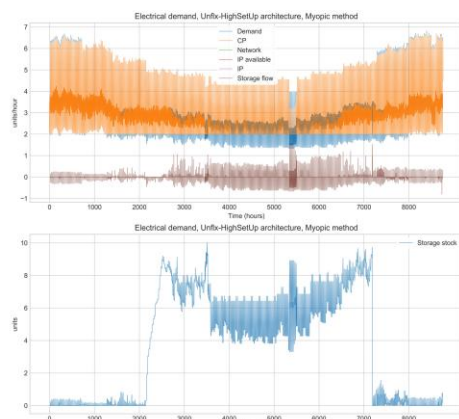 Electrical demand, Unflx-HighSetUp architecture, Myopic method
Demand
CP
Network
IP available
IP
Storage flow
units/hour
7
6
5
4
3
2
1
0
−1
0 1000 2000 3000 4000 5000 6000 7000 8000
Time (hours)
Electrical demand, Unflx-HighSetUp architecture, Myopic method
Storage stock
units
10
8
6
4
2
0
0 1000 2000 3000 4000 5000 6000 7000 8000